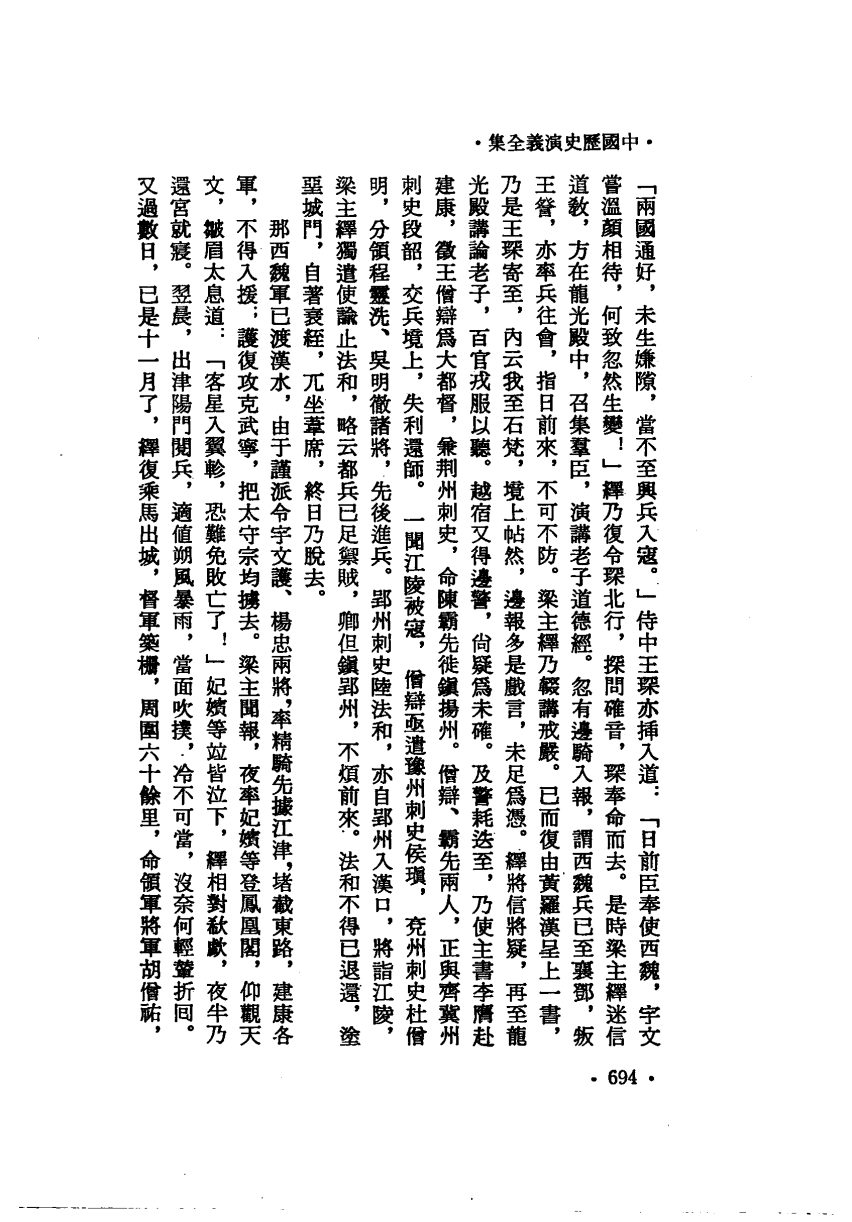 ·中國歷史演義全集·
「兩國通好，未生嫌隙，當不至興兵入寇。」侍中王琛亦插入道：「日前臣奉使西魏，宇文
嘗溫顏相待，何致忽然生變！」繹乃復令琛北行，探問確音，琛奉命而去。是時梁主繹迷信
道教，方在龍光殿中，召集羣臣，演講老子道德經。忽有邊騎入報，謂西魏兵已至襄鄧，叛
王詧，亦率兵往會，指日前來，不可不防。梁主繹乃輟講戒嚴。已而復由黃羅漢呈上一書，
乃是王琛寄至，內云我至石梵，境上帖然，邊報多是戲言，未足爲憑。繹將信將疑，再至龍
光殿講論老子，百官戎服以聽。越宿又得邊警，尚疑爲未確。及警耗迭至，乃使主書李膺赴
建康，徵王僧辯爲大都督，兼荆州刺史，命陳霸先徙鎮揚州。僧辯、霸先兩人，正與齊冀州
刺史段韶，交兵境上，失利還師。一聞江陵被寇，僧辯亟遣豫州刺史侯瑱，兗州刺史杜僧
明，分領程靈洗、吳明徹諸將，先後進兵。郢州刺史陸法和，亦自郢州入漢口，將詣江陵，
梁主繹獨遣使諭止法和，略云都兵已足禦賊，卿但鎮郢州，不煩前來。法和不得已退還，塗
堊城門，自著衰絰，兀坐葦席，終日乃脫去。
那西魏軍已渡漢水，由于謹派令宇文護、楊忠兩將，率精騎先據江津，堵截東路，建康各
軍，不得入援；護復攻克武寧，把太守宗均擄去。梁主聞報，夜率妃嬪等登鳳凰閣，仰觀天
文，皺眉太息道：「客星入翼軫，恐難免敗亡了！」妃嬪等竝皆泣下，繹相對欷歔，夜半乃
還宮就寢。翌晨，出津陽門閱兵，適值朔風暴雨，當面吹撲，冷不可當，沒奈何輕輦折回。
又過數日，已是十一月了，繹復乘馬出城，督軍築柵，周圍六十餘里，命領軍將軍胡僧祐，
·694·